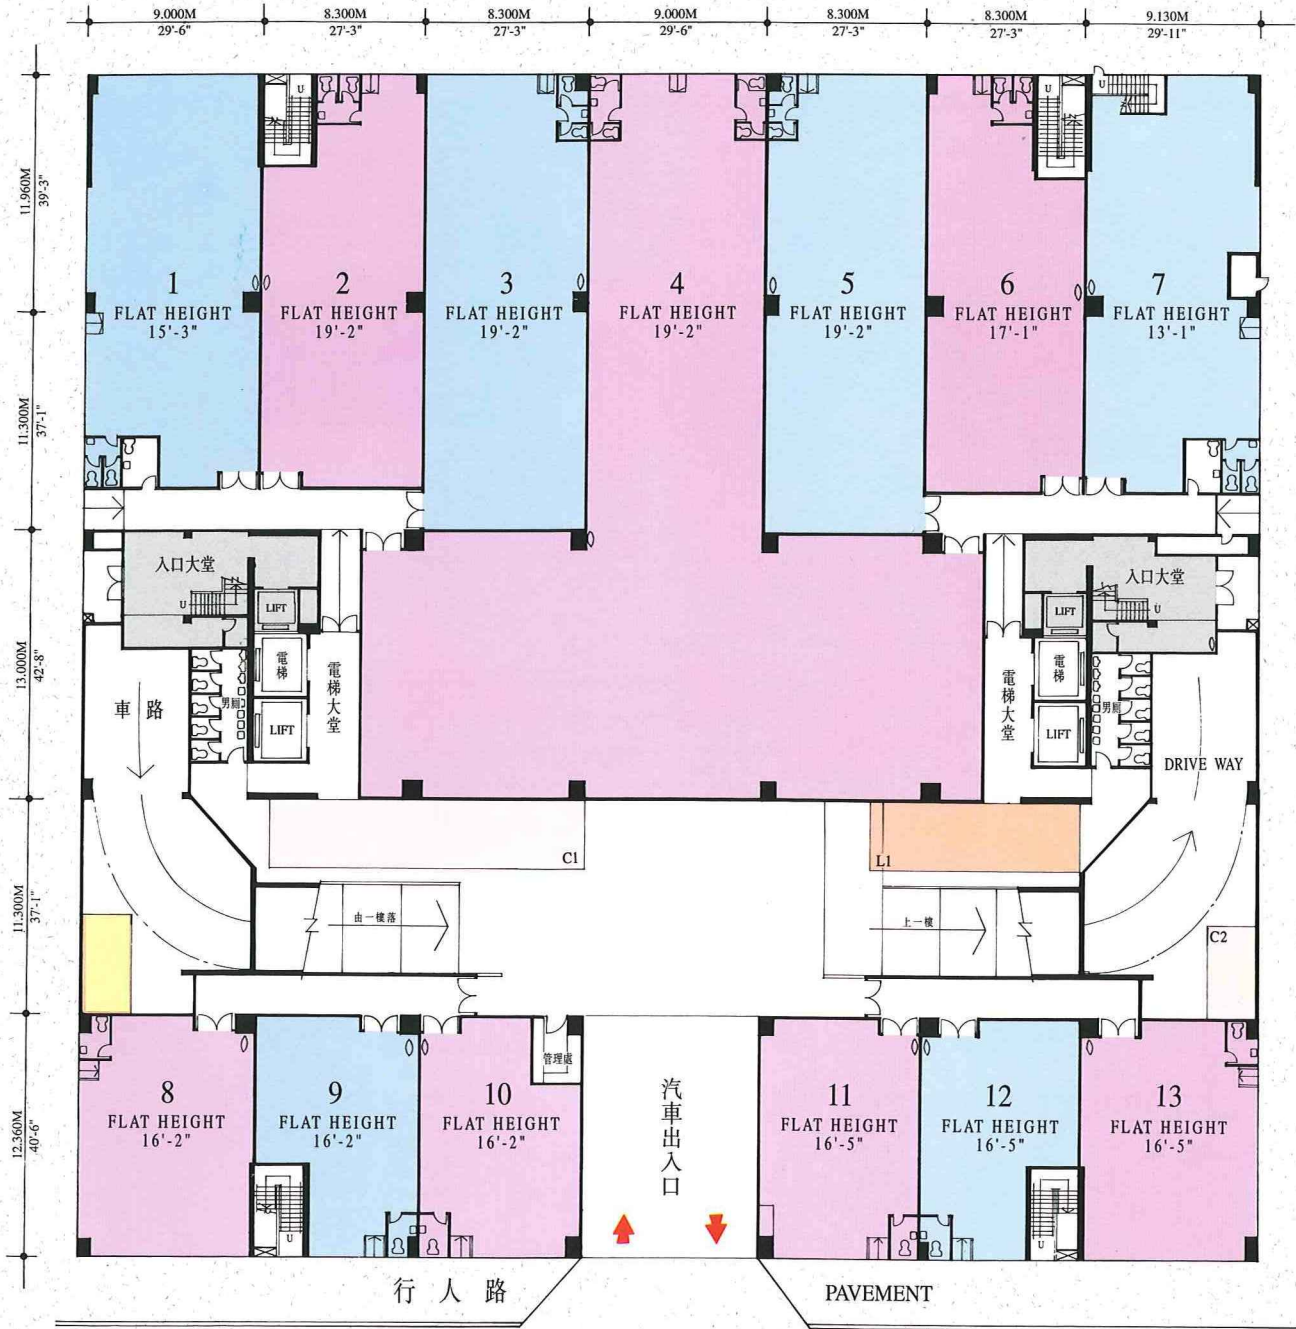 9.000M
29'-6"
8.300M
27'-3"
8.300M
27'-3"
9.000M
29'-6"
8.300M
27'-3"
8.300M
27'-3"
9.130M
29'-11"
11.960M
39'-3"
11.300M
37'-1"
13.000M
42'-8"
11.300M
37'-1"
12.360M
40'-6"
U
U
U
1
FLAT HEIGHT
15'-3"
2
FLAT HEIGHT
19'-2"
3
FLAT HEIGHT
19'-2"
4
FLAT HEIGHT
19'-2"
5
FLAT HEIGHT
19'-2"
6
FLAT HEIGHT
17'-1"
7
FLAT HEIGHT
13'-1"
入口大堂
U
LIFT
電梯
LIFT
電梯大堂
男廁
車路
入口大堂
U
LIFT
電梯
LIFT
電梯大堂
男廁
DRIVE WAY
C1
L1
由一樓落
上一樓
C2
8
FLAT HEIGHT
16'-2"
9
FLAT HEIGHT
16'-2"
10
FLAT HEIGHT
16'-2"
管理處
汽車出入口
11
FLAT HEIGHT
16'-5"
12
FLAT HEIGHT
16'-5"
13
FLAT HEIGHT
16'-5"
U
U
行人路
PAVEMENT